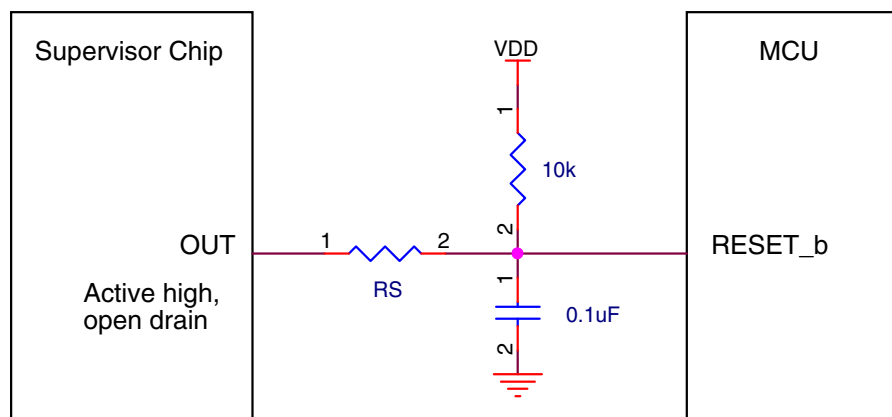 Supervisor Chip
VDD
MCU
1
10k
2
OUT
1
2
RESET_b
RS
1
0.1uF
2
Active high,
open drain